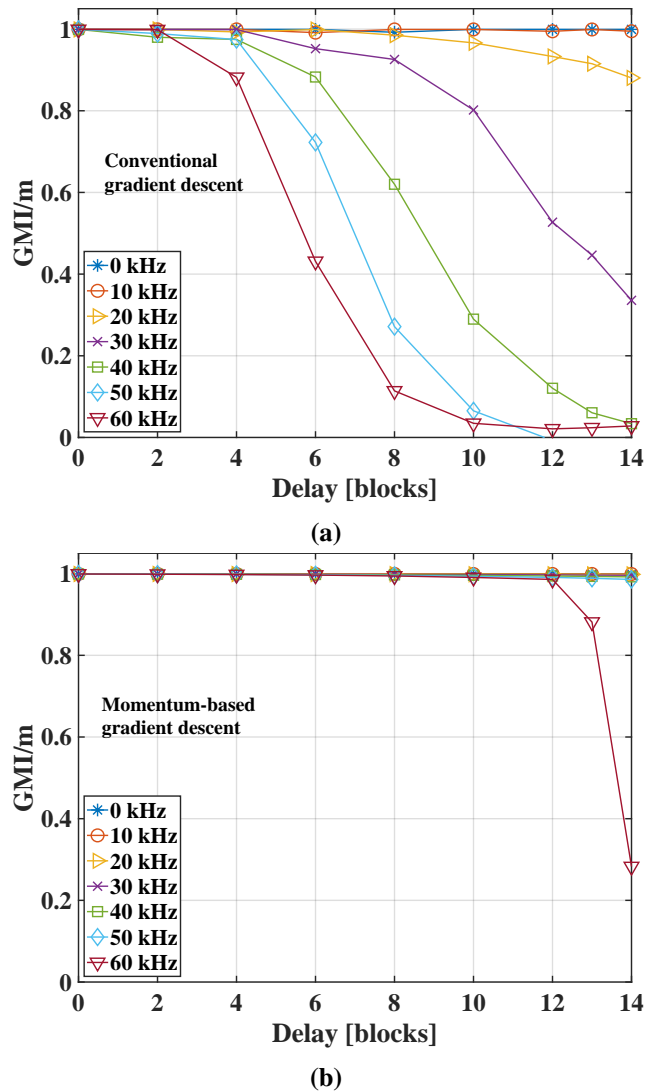 1
0.8
0.6
0.4
0.2
0
GMI/m
Conventional
gradient descent
0 kHz
10 kHz
20 kHz
30 kHz
40 kHz
50 kHz
60 kHz
0 2 4 6 8 10 12 14
Delay [blocks]
(a)
1
0.8
0.6
0.4
0.2
0
GMI/m
Momentum-based
gradient descent
0 kHz
10 kHz
20 kHz
30 kHz
40 kHz
50 kHz
60 kHz
0 2 4 6 8 10 12 14
Delay [blocks]
(b)